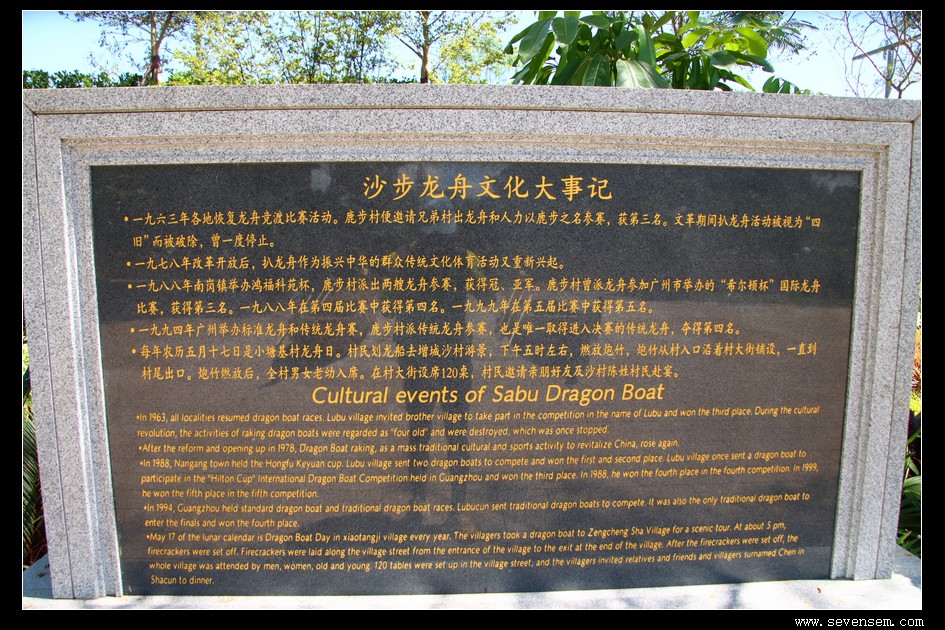 沙步龙舟文化大事记
•一九六三年各地恢复龙舟竞渡比赛活动。鹿步村便邀请兄弟村出龙舟和人力以鹿步之名参赛，获第三名。文革期间扒龙舟活动被视为“四
旧”而被破除，曾一度停止。
•一九七八年改革开放后，扒龙舟作为振兴中华的群众传统文化体育活动又重新兴起。
•一九八八年南岗镇举办鸿福科苑杯，鹿步村派出两艘龙舟参赛，获得冠、亚军。鹿步村曾派龙舟参加广州市举办的“希尔顿杯”国际龙舟
比赛，获得第三名。一九八八年在第四届比赛中获得第四名。一九九九年在第五届比赛中获得第五名。
•一九九四年广州举办标准龙舟和传统龙舟赛，鹿步村派传统龙舟参赛，也是唯一取得进入决赛的传统龙舟，夺得第四名。
•每年农历五月十七日是小塘基村龙舟日。村民划龙船去增城沙村游景，下午五时左右，燃放炮竹，炮竹从村入口沿着村大街铺设，一直到
村尾出口。炮竹燃放后，全村男女老幼入席。在村大街设席120桌，村民邀请亲朋好友及沙村陈姓村民赴宴。
Cultural events of Sabu Dragon Boat
•In 1963, all localities resumed dragon boat races. Lubu village invited brother village to take part in the competition in the name of Lubu and won the third place. During the cultural
revolution, the activities of raking dragon boats were regarded as "four old" and were destroyed, which was once stopped.
•After the reform and opening up in 1978, Dragon Boat raking, as a mass traditional cultural and sports activity to revitalize China, rose again.
•In 1988, Nangang town held the Hongfu Keyuan cup. Lubu village sent two dragon boats to compete and won the first and second place. Lubu village once sent a dragon boat to
participate in the "Hilton Cup" International Dragon Boat Competition held in Guangzhou and won the third place. In 1988, he won the fourth place in the fourth competition. In 1999,
he won the fifth place in the fifth competition.
•In 1994, Guangzhou held standard dragon boat and traditional dragon boat races. Lubucun sent traditional dragon boats to compete. It was also the only traditional dragon boat to
enter the finals and won the fourth place.
•May 17 of the lunar calendar is Dragon Boat Day in xiaotangji village every year. The villagers took a dragon boat to Zengcheng Sha Village for a scenic tour. At about 5 pm,
firecrackers were set off. Firecrackers were laid along the village street from the entrance of the village to the exit at the end of the village. After the firecrackers were set off, the
whole village was attended by men, women, old and young. 120 tables were set up in the village street, and the villagers invited relatives and friends and villagers surnamed Chen in
Shacun to dinner.
www.sevensem.com